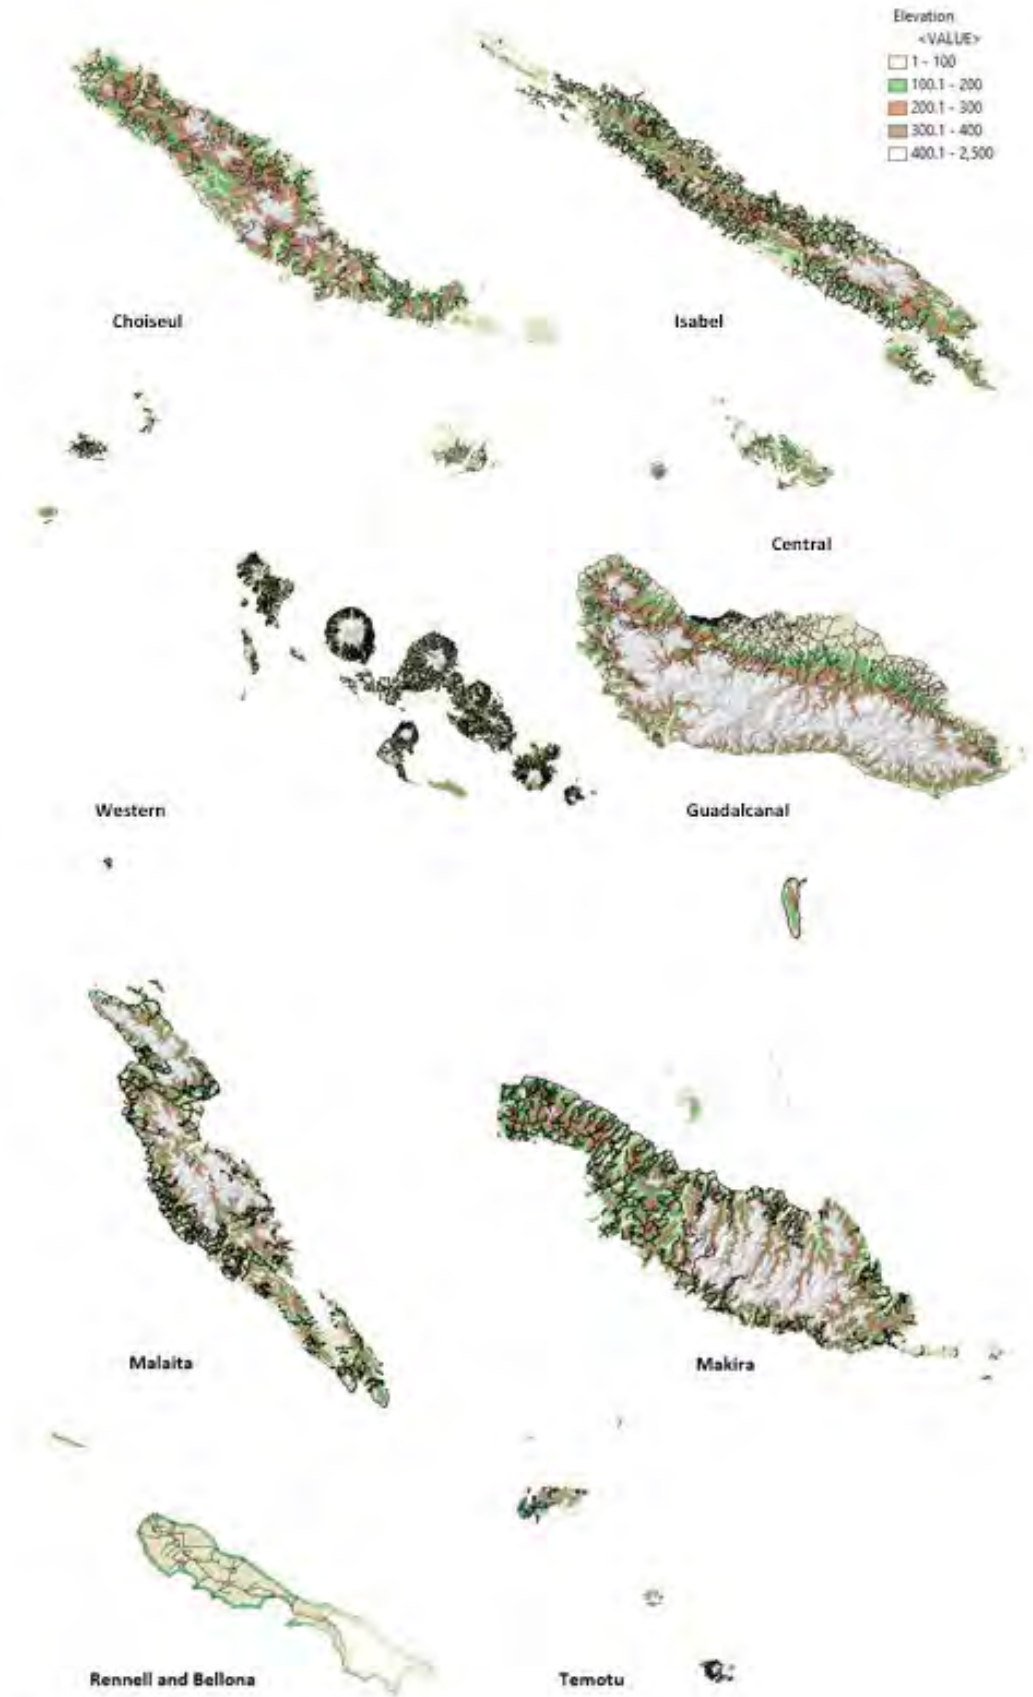 Elevation
<VALUE>
1 - 100
100.1 - 200
200.1 - 300
300.1 - 400
400.1 - 2,500
Choiseul
Isabel
Central
Western
Guadalcanal
Malaita
Makira
Rennell and Bellona
Temotu